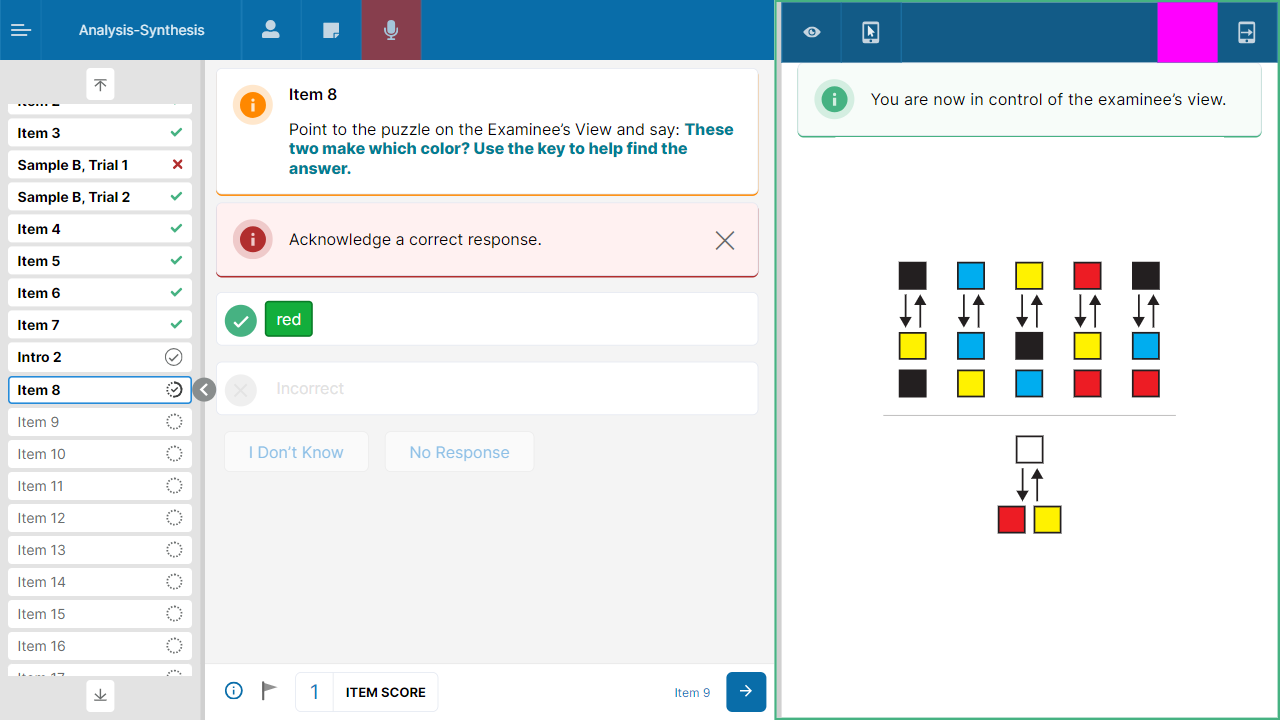 Analysis-Synthesis
Item 3
Sample B, Trial 1
Sample B, Trial 2
Item 4
Item 5
Item 6
Item 7
Intro 2
Item 8
Item 9
Item 10
Item 11
Item 12
Item 13
Item 14
Item 15
Item 16
Item 8
Point to the puzzle on the Examinee’s View and say: These
two make which color? Use the key to help find the
answer.
Acknowledge a correct response.
red
Incorrect
I Don’t Know
No Response
1 ITEM SCORE
Item 9
You are now in control of the examinee’s view.